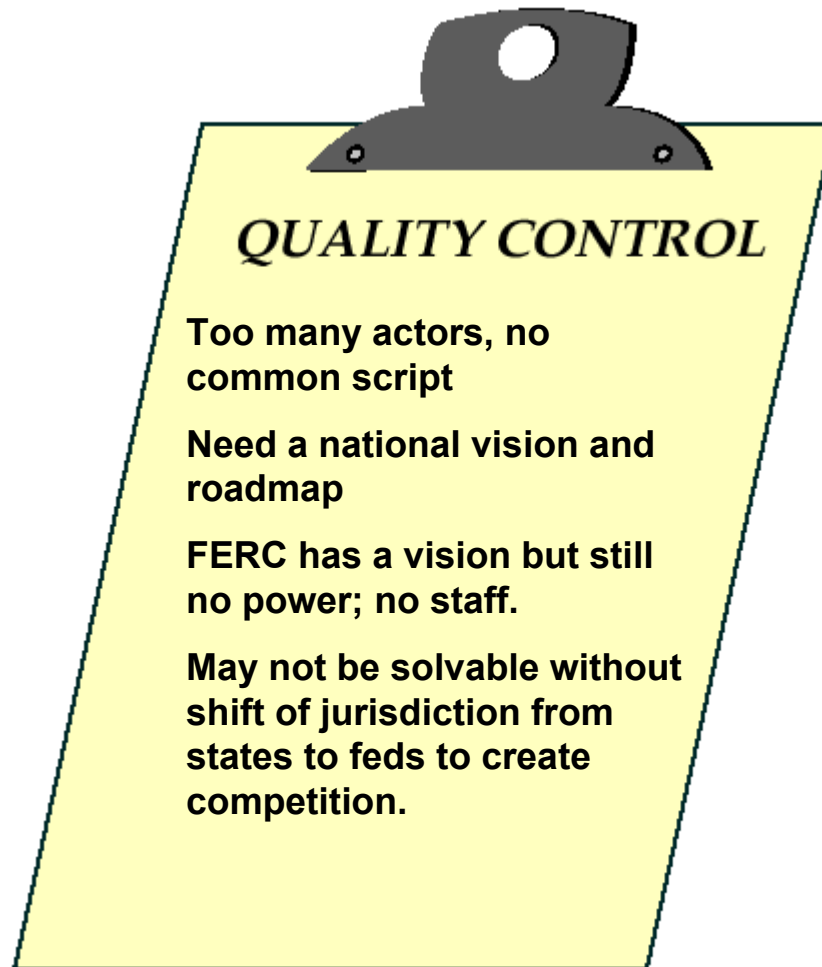 QUALITY CONTROL
Too many actors, no
common script
Need a national vision and
roadmap
FERC has a vision but still
no power; no staff.
May not be solvable without
shift of jurisdiction from
states to feds to create
competition.